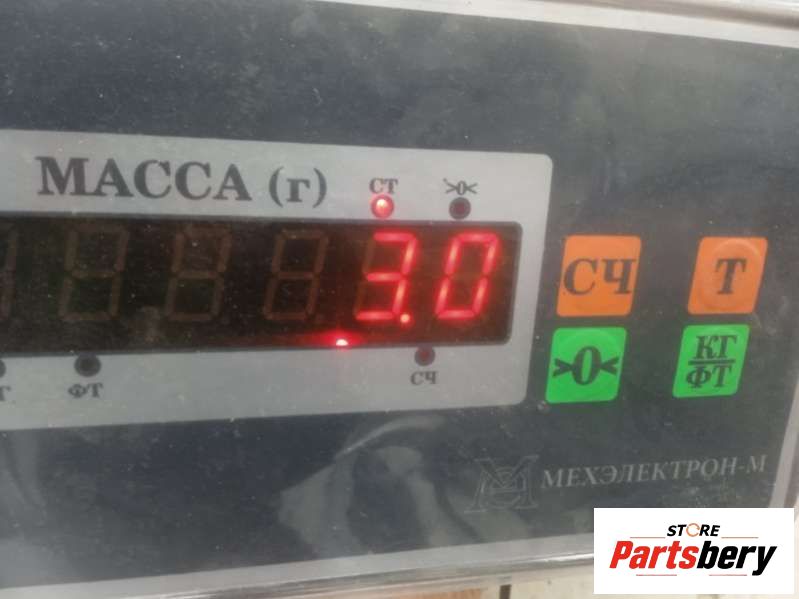 МАССА (г)
СТ
>0<
3.0
СЧ
Т
>0<
КГ
ФТ
ФТ
СЧ
МЕХЭЛЕКТРОН-М
STORE
Partsbery